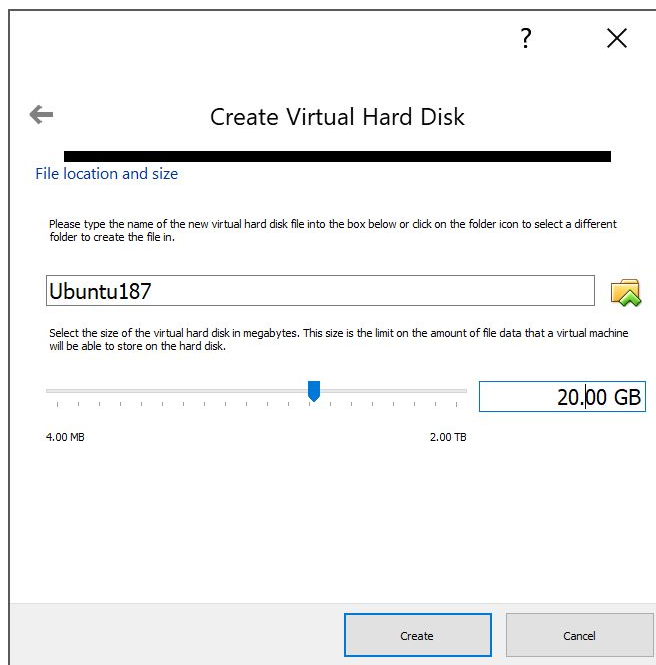 ?
Create Virtual Hard Disk
File location and size
Please type the name of the new virtual hard disk file into the box below or click on the folder icon to select a different
folder to create the file in.
Ubuntu187
Select the size of the virtual hard disk in megabytes. This size is the limit on the amount of file data that a virtual machine
will be able to store on the hard disk.
20.00 GB
4.00 MB 2.00 TB
Create Cancel